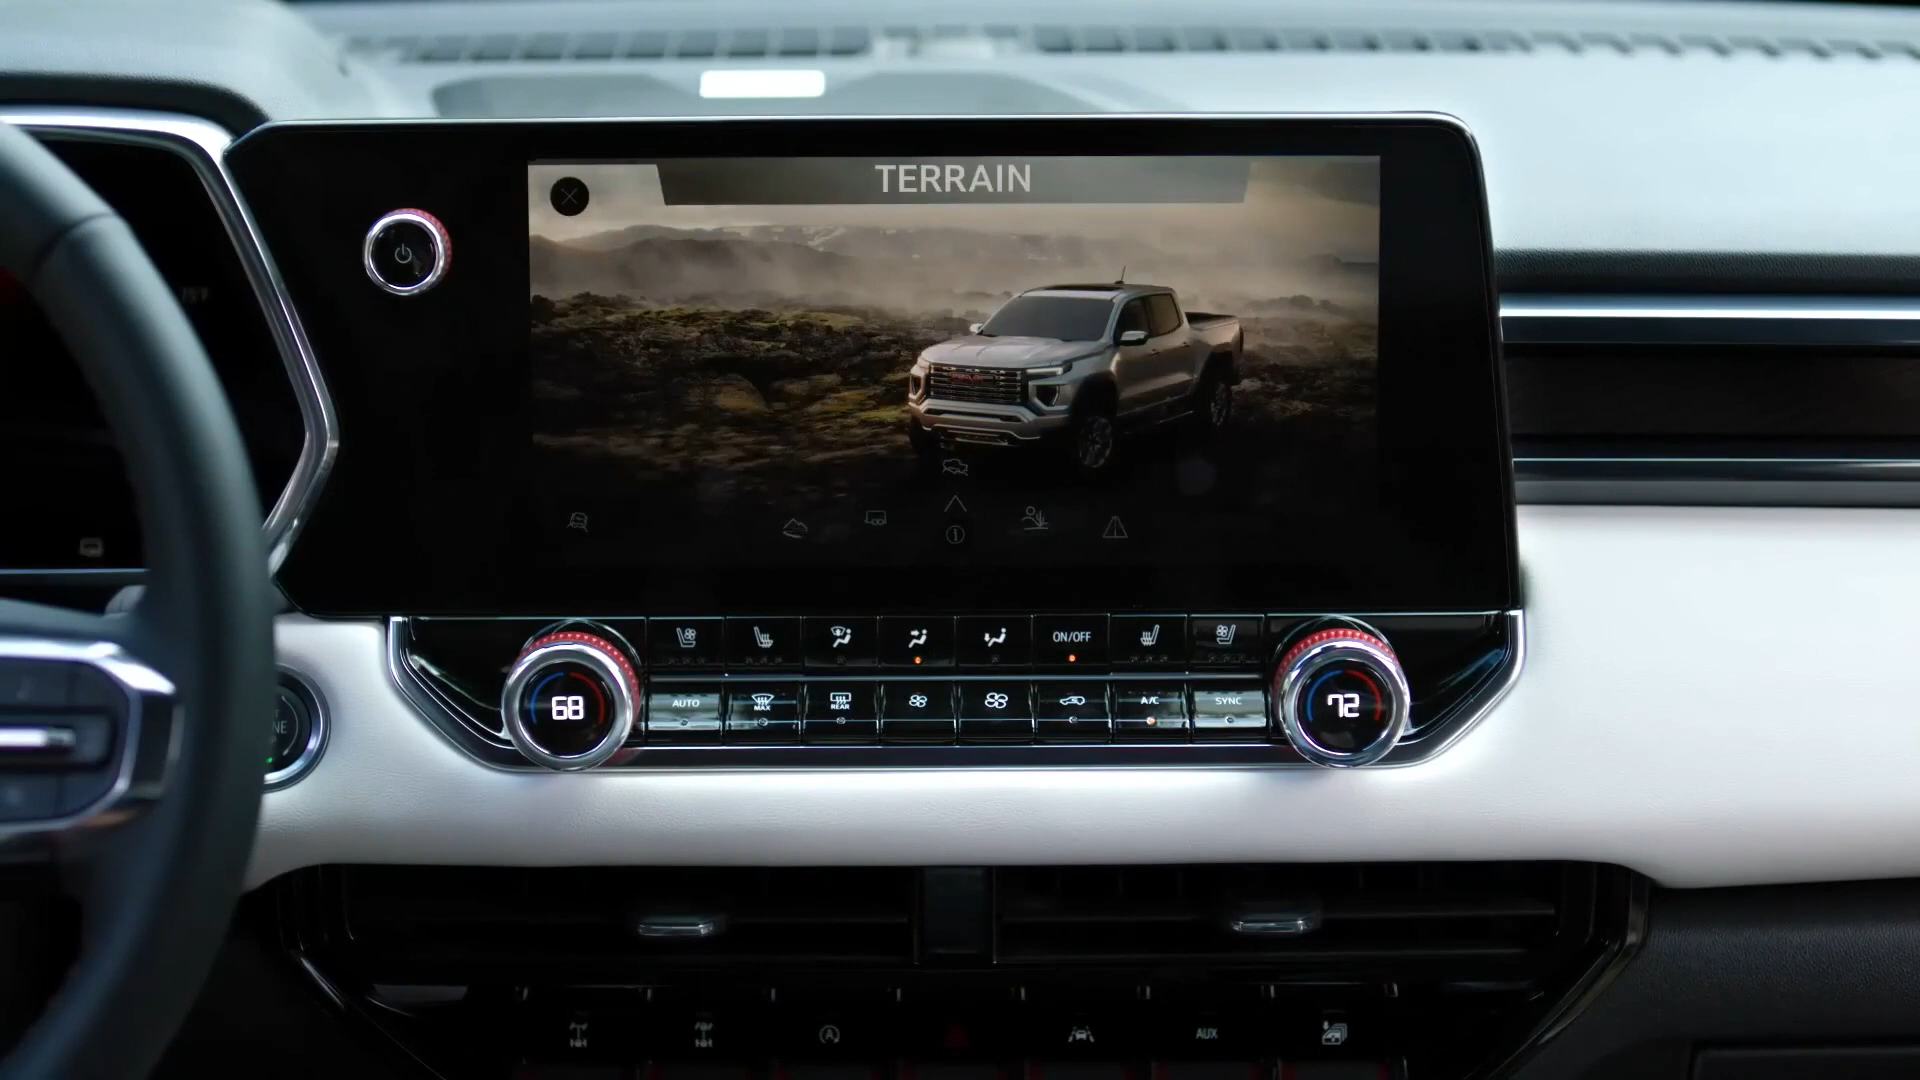 TERRAIN
ON/OFF
68
AUTO
MAX
REAR
A/C
SYNC
72
AUX